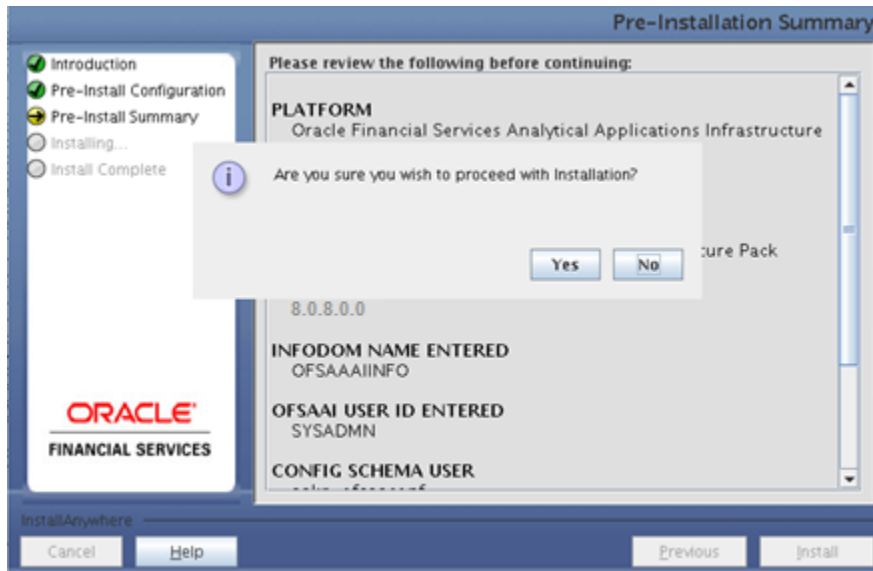 Pre-Installation Summary
Introduction
Pre-Install Configuration
Pre-Install Summary
Installing...
Install Complete
ORACLE
FINANCIAL SERVICES
Please review the following before continuing:
PLATFORM
Oracle Financial Services Analytical Applications Infrastructure
Are you sure you wish to proceed with Installation?
Yes
No
Pack
8.0.8.0.0
INFODOM NAME ENTERED
OFSAAAIINFO
OFSAAI USER ID ENTERED
SYSADMN
CONFIG SCHEMA USER
InstallAnywhere
Cancel
Help
Previous
Install